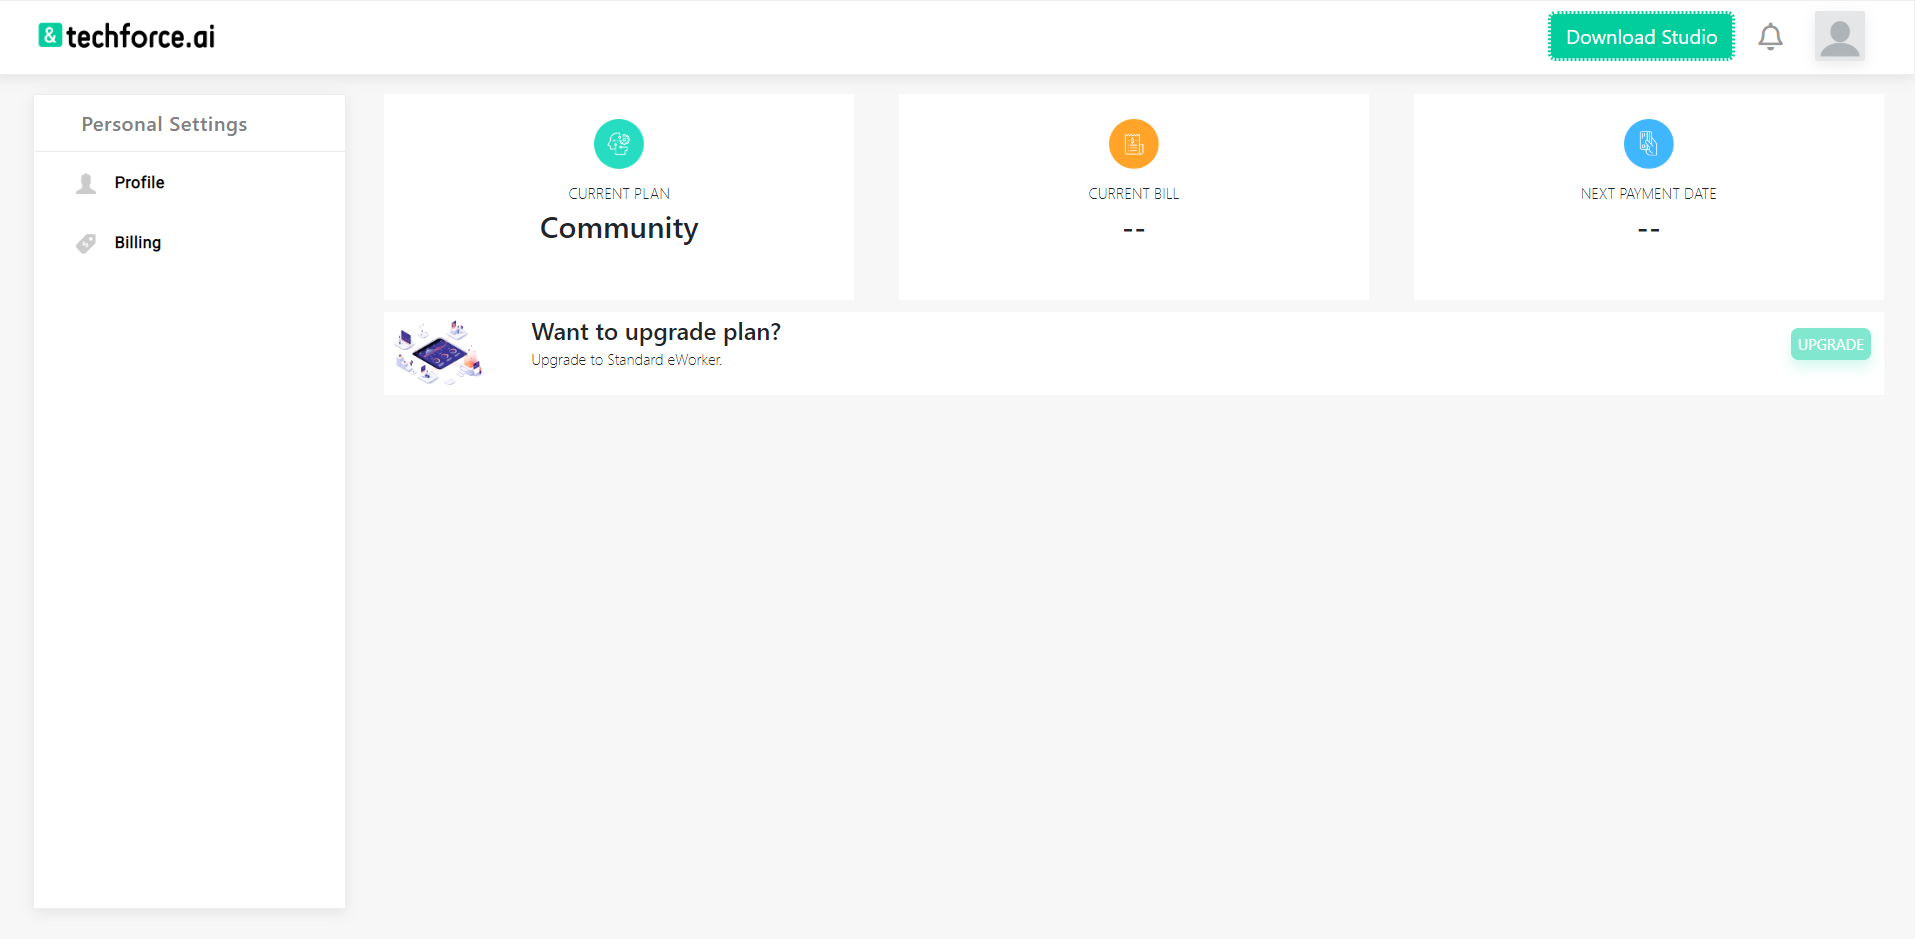 & techforce.ai
Download Studio
Personal Settings
Profile
Billing
CURRENT PLAN
Community
CURRENT BILL
--
NEXT PAYMENT DATE
--
Want to upgrade plan?
Upgrade to Standard eWorker.
UPGRADE